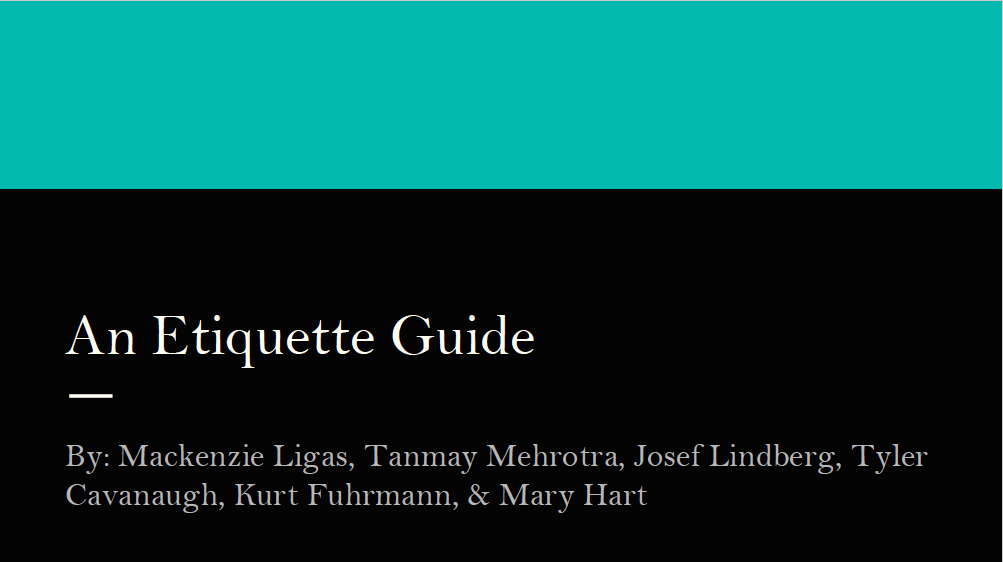 An Etiquette Guide
By: Mackenzie Ligas, Tanmay Mehrotra, Josef Lindberg, Tyler
Cavanaugh, Kurt Fuhrmann, & Mary Hart